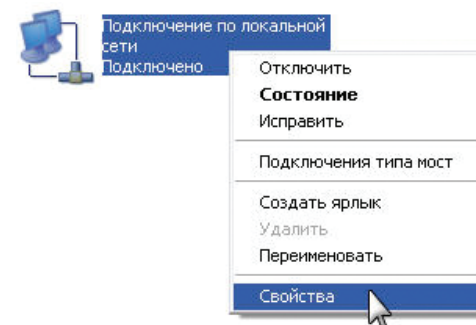 Подключение по локальной
сети
Подключено
Отключить
Состояние
Исправить
Подключения типа мост
Создать ярлык
Удалить
Переименовать
Свойства